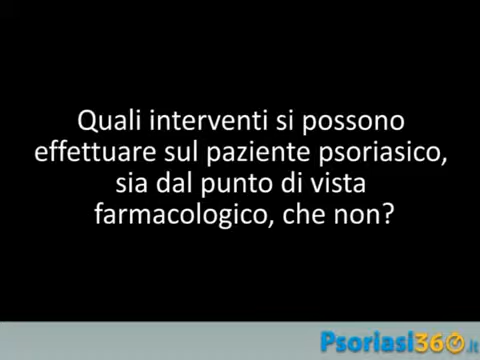 Quali interventi si possono
effettuare sul paziente psoriasico,
sia dal punto di vista
farmacologico, che non?
Psoriasi360.it